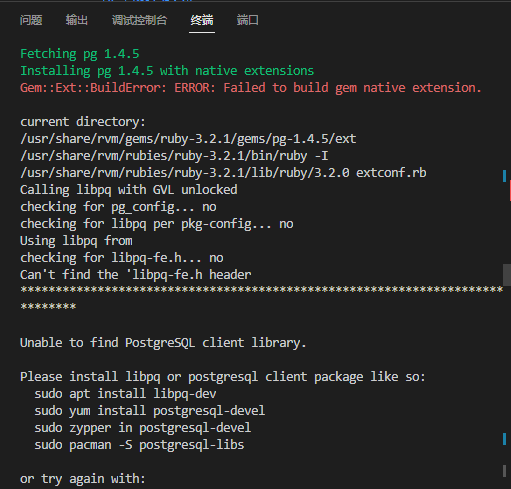 问题 输出 调试控制台 终端 端口
Fetching pg 1.4.5
Installing pg 1.4.5 with native extensions
Gem::Ext::BuildError: ERROR: Failed to build gem native extension.
current directory:
/usr/share/rvm/gems/ruby-3.2.1/gems/pg-1.4.5/ext
/usr/share/rvm/rubies/ruby-3.2.1/bin/ruby -I
/usr/share/rvm/rubies/ruby-3.2.1/lib/ruby/3.2.0 extconf.rb
Calling libpq with GVL unlocked
checking for pg_config... no
checking for libpq per pkg-config... no
Using libpq from
checking for libpq-fe.h... no
Can't find the 'libpq-fe.h header
*********************************************************************
********
Unable to find PostgreSQL client library.
Please install libpq or postgresql client package like so:
  sudo apt install libpq-dev
  sudo yum install postgresql-devel
  sudo zypper in postgresql-devel
  sudo pacman -S postgresql-libs
or try again with: